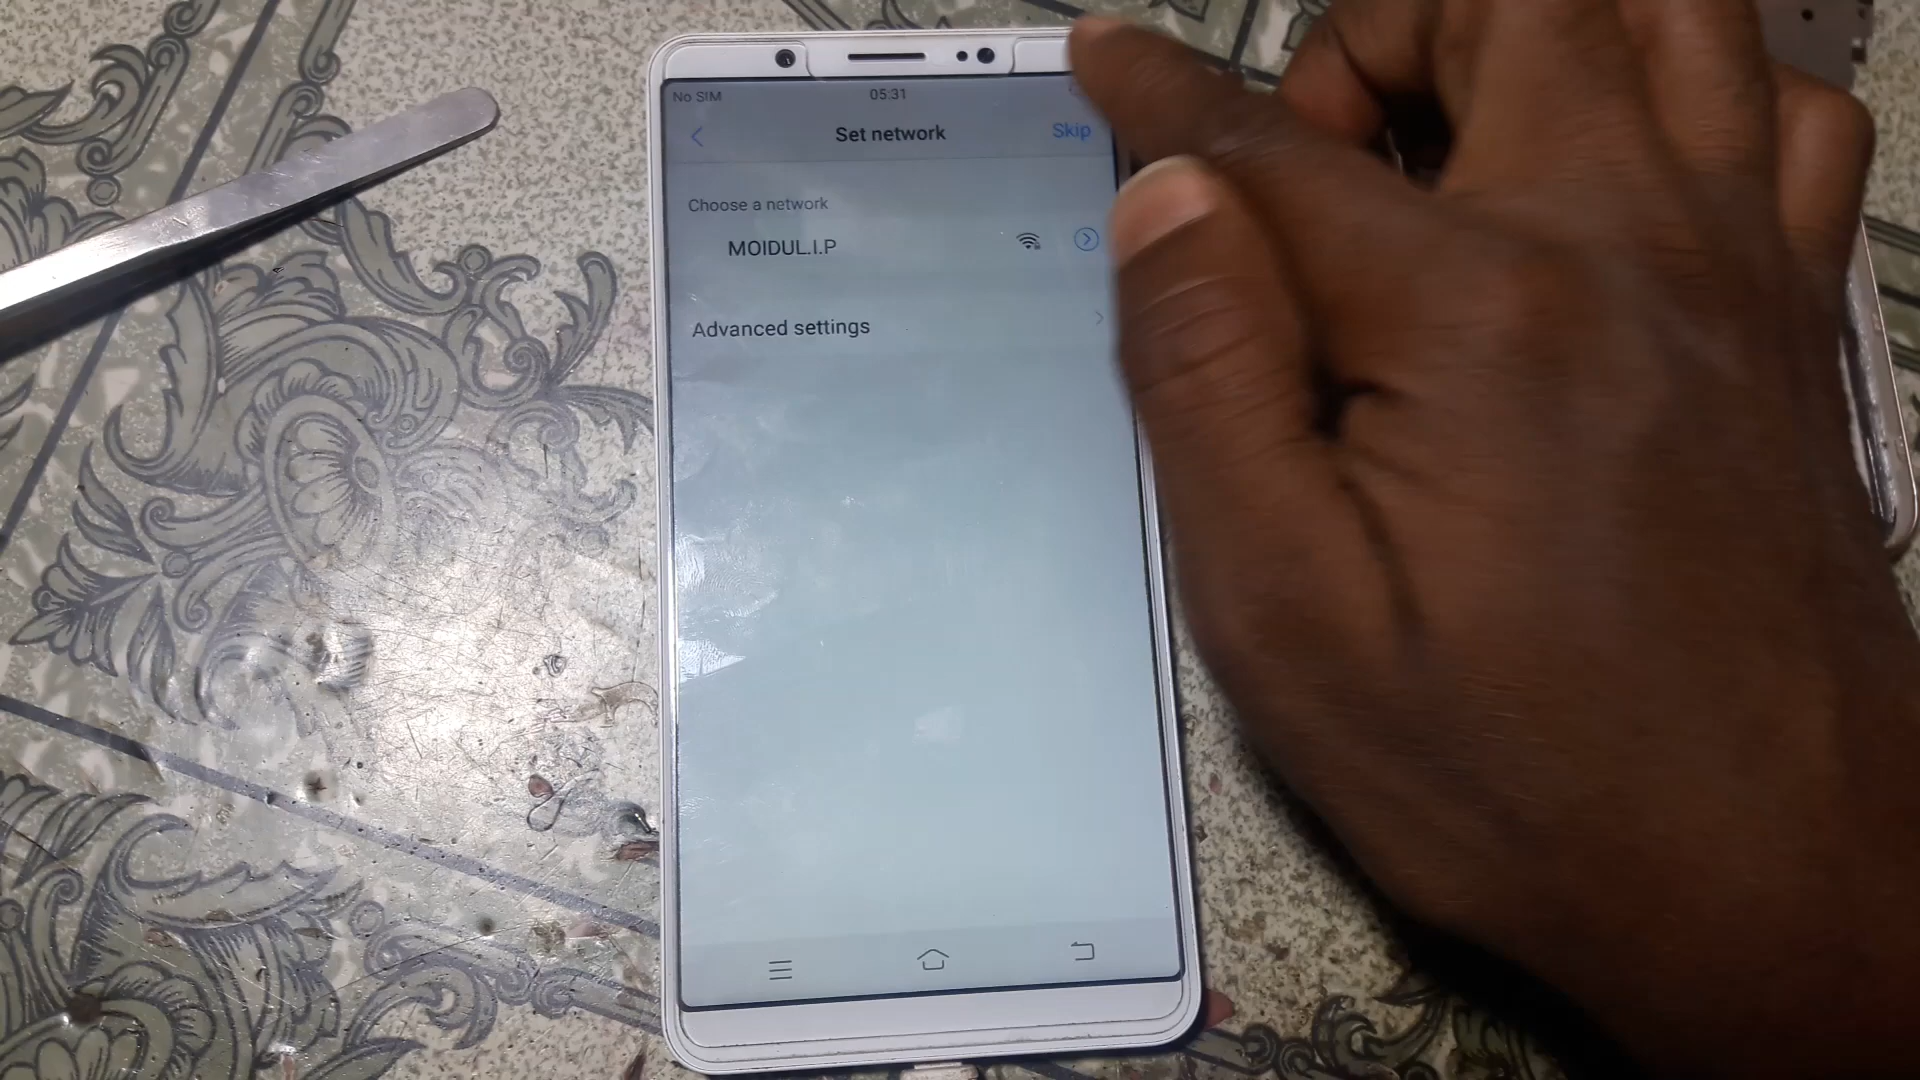 No SIM 05:31
Set network Skip
Choose a network
MOIDUL.I.P
Advanced settings